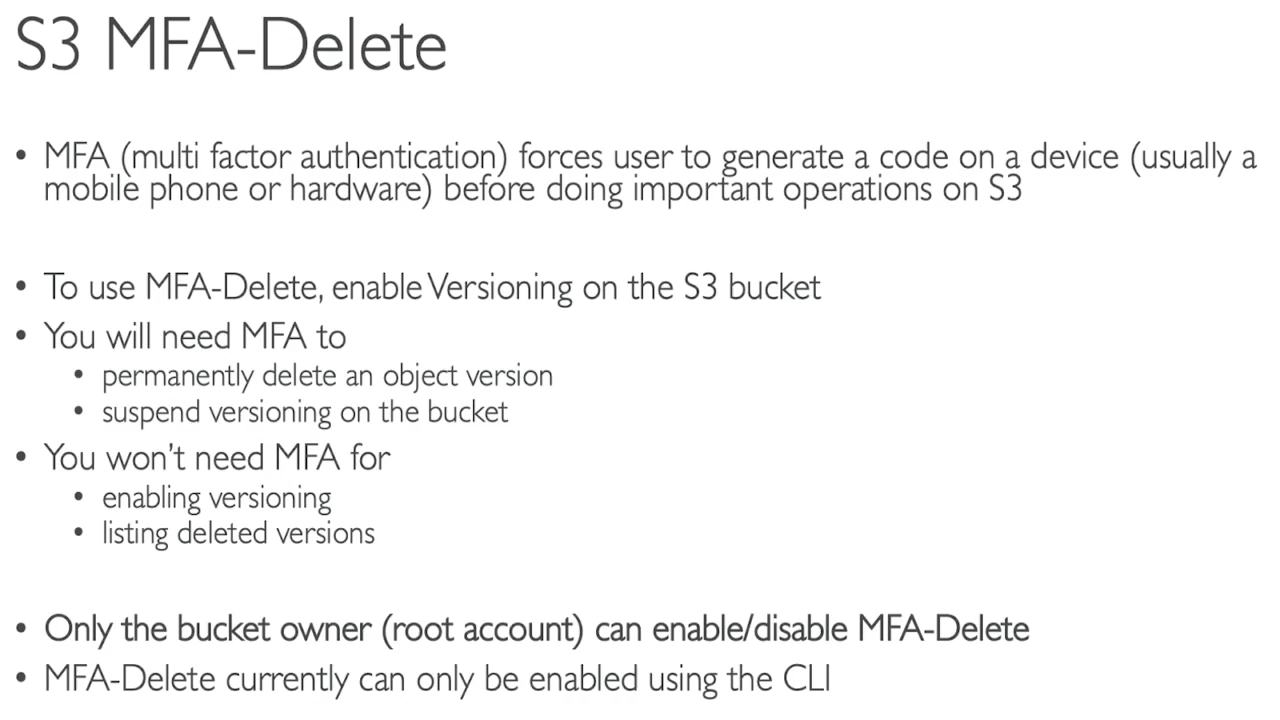 S3 MFA-Delete
• MFA (multi factor authentication) forces user to generate a code on a device (usually a
mobile phone or hardware) before doing important operations on S3
• To use MFA-Delete, enable Versioning on the S3 bucket
• You will need MFA to
• permanently delete an object version
• suspend versioning on the bucket
• You won't need MFA for
• enabling versioning
• listing deleted versions
• Only the bucket owner (root account) can enable/disable MFA-Delete
• MFA-Delete currently can only be enabled using the CLI